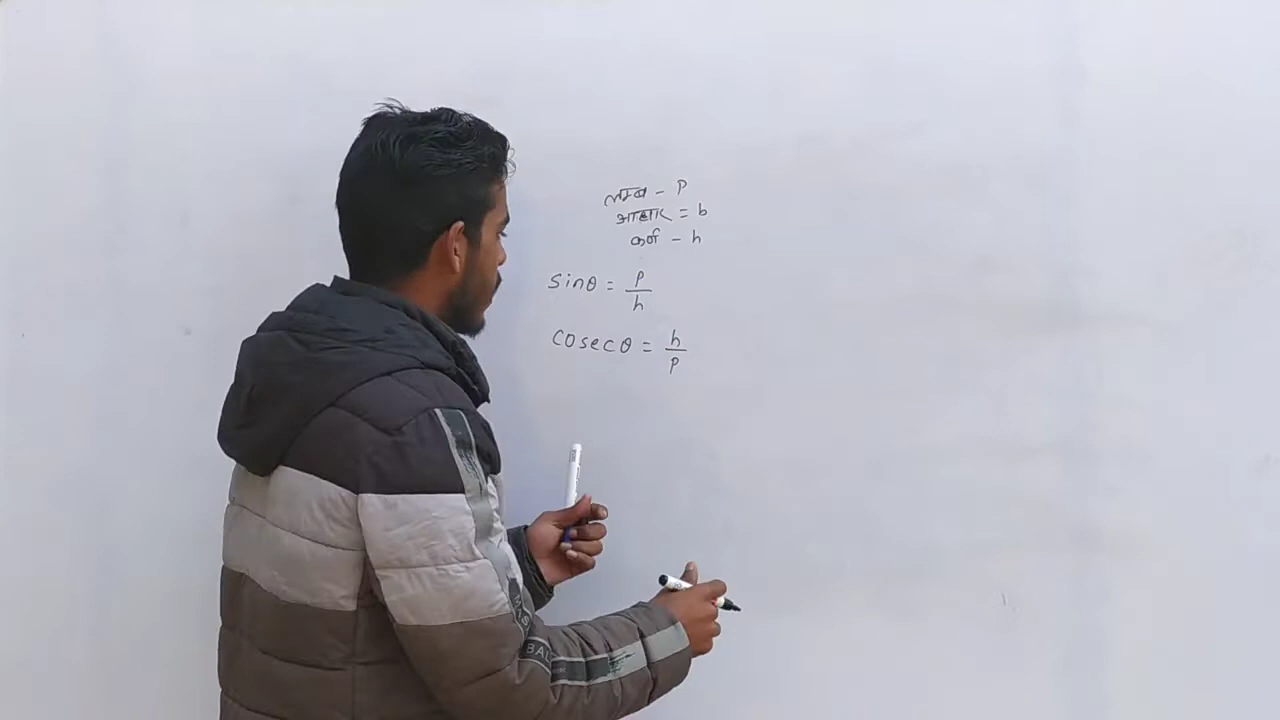 लम्ब - P
आधार = b
कर्ण - h
sinθ = P/h
cosecθ = h/P